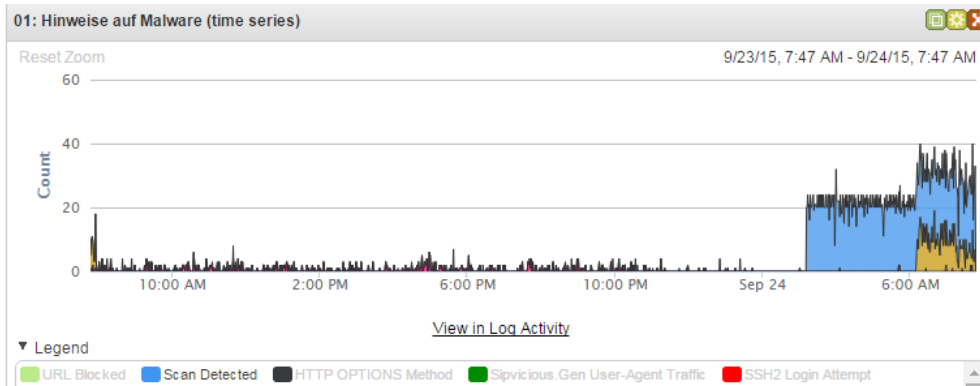 01: Hinweise auf Malware (time series)
Reset Zoom 9/23/15, 7:47 AM - 9/24/15, 7:47 AM
60
40
20
0
Count
10:00 AM 2:00 PM 6:00 PM 10:00 PM Sep 24 6:00 AM
View in Log Activity
Legend
URL Blocked Scan Detected HTTP OPTIONS Method Sipvicious.Gen User-Agent Traffic SSH2 Login Attempt